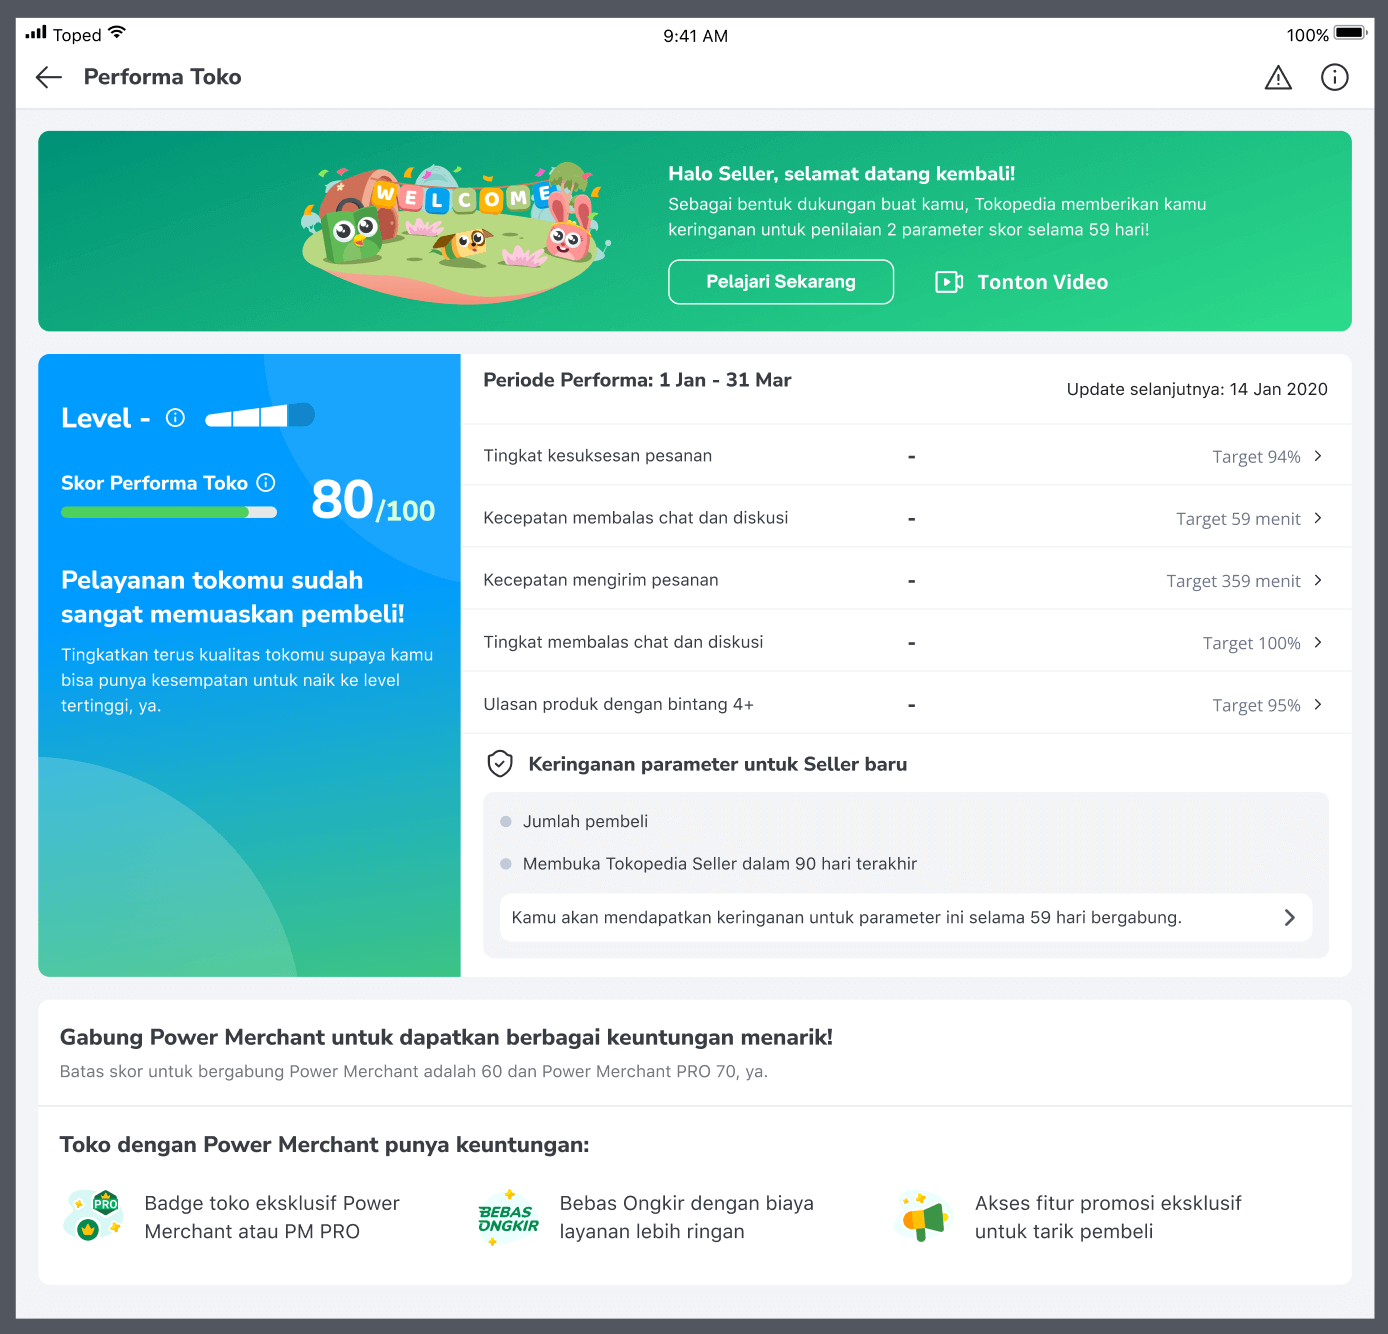 Toped
9:41 AM
100%
Performa Toko
WELCOME
Halo Seller, selamat datang kembali!
Sebagai bentuk dukungan buat kamu, Tokopedia memberikan kamu
keringanan untuk penilaian 2 parameter skor selama 59 hari!
Pelajari Sekarang
Tonton Video
Level -
Skor Performa Toko
80/100
Pelayanan tokomu sudah
sangat memuaskan pembeli!
Tingkatkan terus kualitas tokomu supaya kamu
bisa punya kesempatan untuk naik ke level
tertinggi, ya.
Periode Performa: 1 Jan - 31 Mar
Update selanjutnya: 14 Jan 2020
Tingkat kesuksesan pesanan - Target 94%
Kecepatan membalas chat dan diskusi - Target 59 menit
Kecepatan mengirim pesanan - Target 359 menit
Tingkat membalas chat dan diskusi - Target 100%
Ulasan produk dengan bintang 4+ - Target 95%
Keringanan parameter untuk Seller baru
Jumlah pembeli
Membuka Tokopedia Seller dalam 90 hari terakhir
Kamu akan mendapatkan keringanan untuk parameter ini selama 59 hari bergabung.
Gabung Power Merchant untuk dapatkan berbagai keuntungan menarik!
Batas skor untuk bergabung Power Merchant adalah 60 dan Power Merchant PRO 70, ya.
Toko dengan Power Merchant punya keuntungan:
PRO
Badge toko eksklusif Power
Merchant atau PM PRO
BEBAS
ONGKIR
Bebas Ongkir dengan biaya
layanan lebih ringan
Akses fitur promosi eksklusif
untuk tarik pembeli